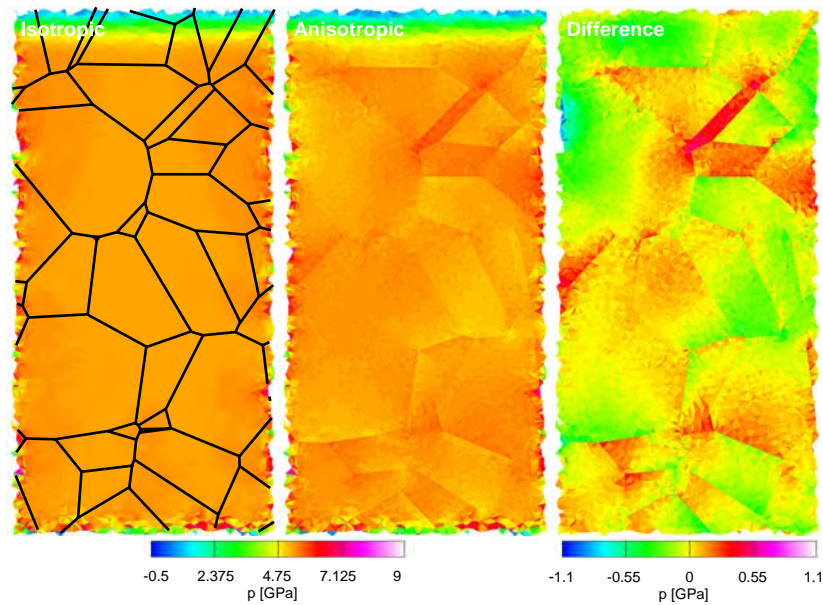 Isotropic Anisotropic Difference
-0.5 2.375 4.75 7.125 9 -1.1 -0.55 0 0.55 1.1
p [GPa] p [GPa]